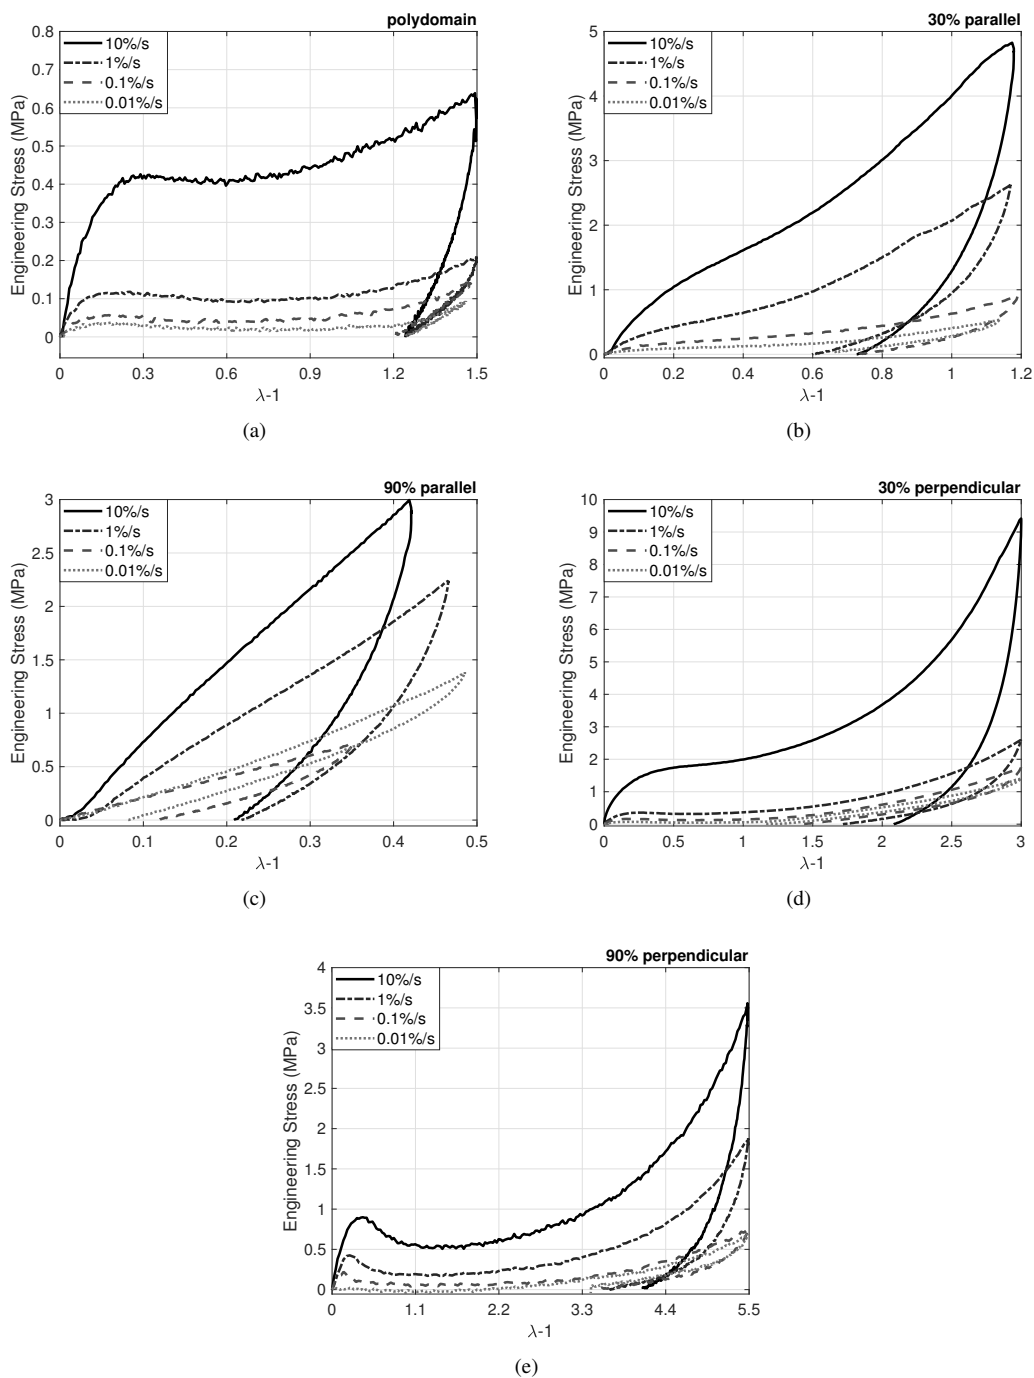 polydomain
0.8
0.7
0.6
0.5
0.4
0.3
0.2
0.1
0
10%/s
1%/s
0.1%/s
0.01%/s
Engineering Stress (MPa)
0 0.3 0.6 0.9 1.2 1.5
λ-1
(a)
30% parallel
5
4
3
2
1
0
10%/s
1%/s
0.1%/s
0.01%/s
Engineering Stress (MPa)
0 0.2 0.4 0.6 0.8 1 1.2
λ-1
(b)
90% parallel
3
2.5
2
1.5
1
0.5
0
10%/s
1%/s
0.1%/s
0.01%/s
Engineering Stress (MPa)
0 0.1 0.2 0.3 0.4 0.5
λ-1
(c)
30% perpendicular
10
9
8
7
6
5
4
3
2
1
0
10%/s
1%/s
0.1%/s
0.01%/s
Engineering Stress (MPa)
0 0.5 1 1.5 2 2.5 3
λ-1
(d)
90% perpendicular
4
3.5
3
2.5
2
1.5
1
0.5
0
10%/s
1%/s
0.1%/s
0.01%/s
Engineering Stress (MPa)
0 1.1 2.2 3.3 4.4 5.5
λ-1
(e)